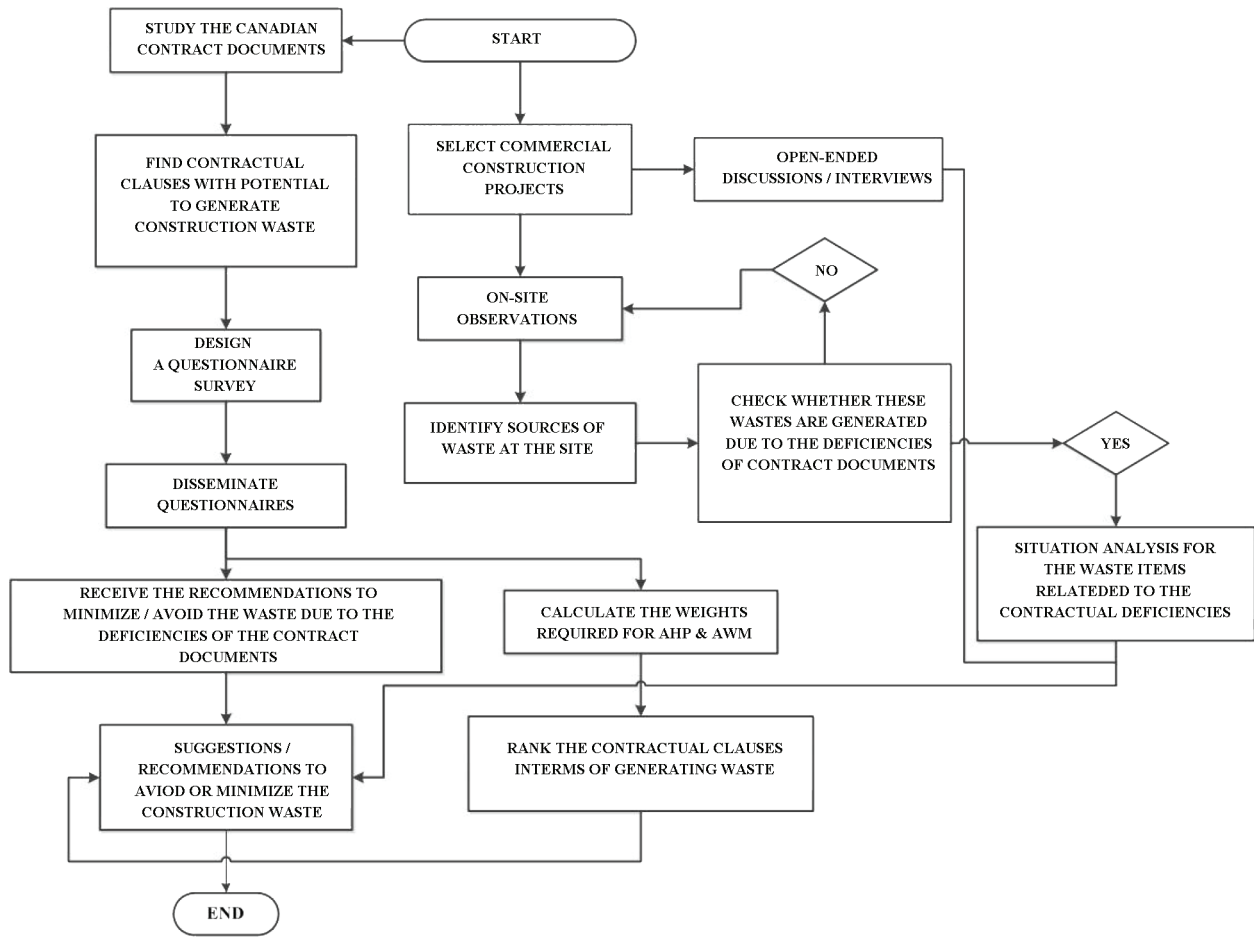 STUDY THE CANADIAN
CONTRACT DOCUMENTS
START
FIND CONTRACTUAL
CLAUSES WITH POTENTIAL
TO GENERATE
CONSTRUCTION WASTE
SELECT COMMERCIAL
CONSTRUCTION
PROJECTS
OPEN-ENDED
DISCUSSIONS / INTERVIEWS
NO
ON-SITE
OBSERVATIONS
DESIGN
A QUESTIONNAIRE
SURVEY
IDENTIFY SOURCES OF
WASTE AT THE SITE
CHECK WHETHER THESE
WASTES ARE GENERATED
DUE TO THE DEFICIENCIES
OF CONTRACT DOCUMENTS
YES
DISSEMINATE
QUESTIONNAIRES
SITUATION ANALYSIS FOR
THE WASTE ITEMS
RELATEDED TO THE
CONTRACTUAL DEFICIENCIES
RECEIVE THE RECOMMENDATIONS TO
MINIMIZE / AVOID THE WASTE DUE TO THE
DEFICIENCIES OF THE CONTRACT
DOCUMENTS
CALCULATE THE WEIGHTS
REQUIRED FOR AHP & AWM
SUGGESTIONS /
RECOMMENDATIONS TO
AVIOD OR MINIMIZE THE
CONSTRUCTION WASTE
RANK THE CONTRACTUAL CLAUSES
INTERMS OF GENERATING WASTE
END